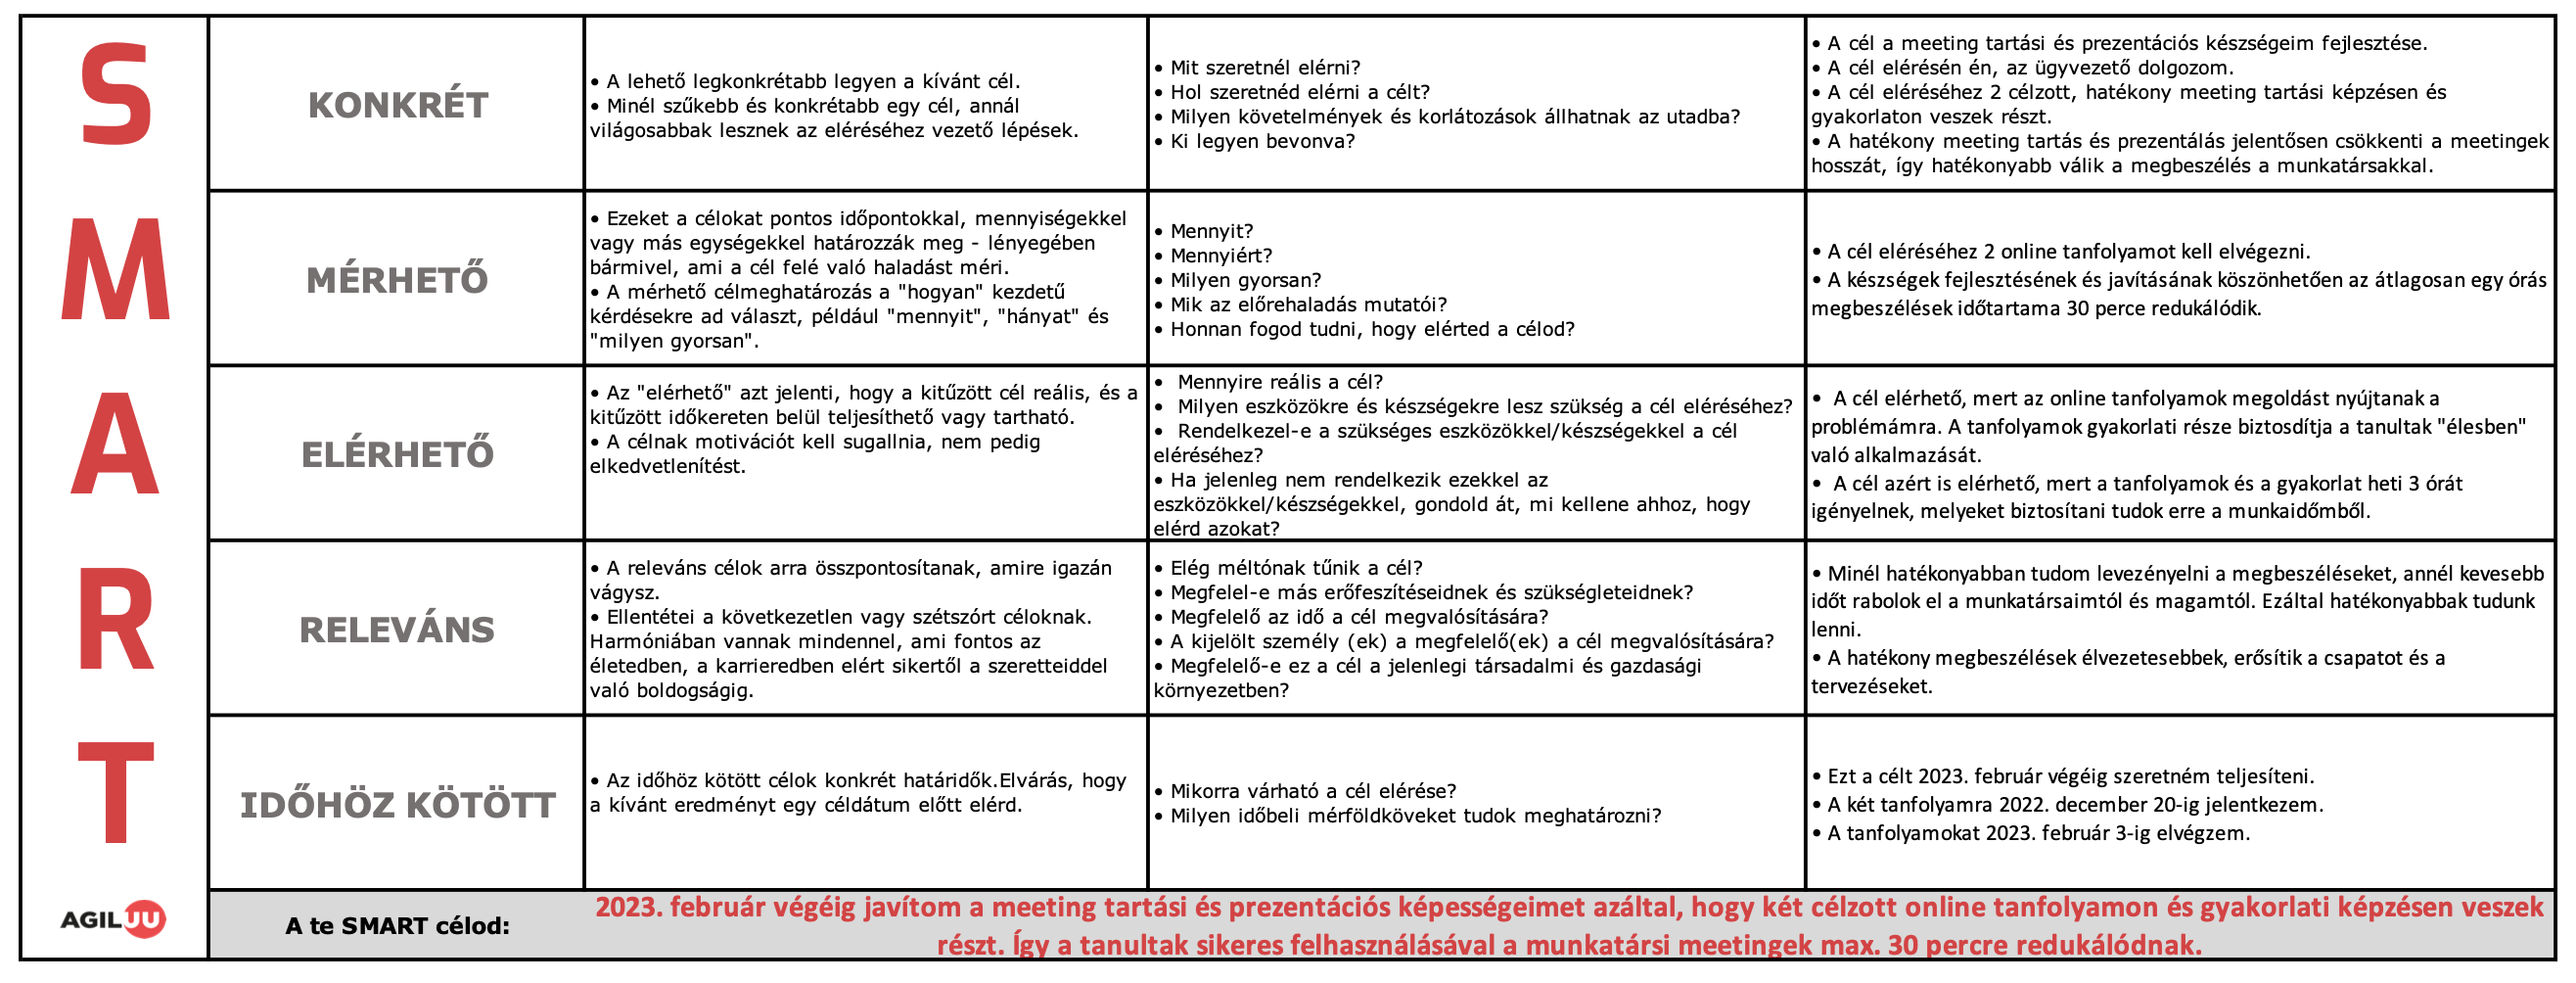 S
KONKRÉT
• A lehető legkonkrétabb legyen a kívánt cél.
• Minél szűkebb és konkrétabb egy cél, annál
világosabbak lesznek az eléréséhez vezető lépések.
• Mit szeretnél elérni?
• Hol szeretnéd elérni a célt?
• Milyen követelmények és korlátozások állhatnak az utadba?
• Ki legyen bevonva?
• A cél a meeting tartási és prezentációs készségeim fejlesztése.
• A cél elérésén én, az ügyvezető dolgozom.
• A cél eléréséhez 2 célzott, hatékony meeting tartási képzésen és
gyakorlaton veszek részt.
• A hatékony meeting tartás és prezentálás jelentősen csökkenti a meetingek
hosszát, így hatékonyabb válik a megbeszélés a munkatársakkal.
M
MÉRHETŐ
• Ezeket a célokat pontos időpontokkal, mennyiségekkel
vagy más egységekkel határozzák meg - lényegében
bármivel, ami a cél felé való haladást méri.
• A mérhető célmeghatározás a "hogyan" kezdetű
kérdésekre ad választ, például "mennyit", "hányat" és
"milyen gyorsan".
• Mennyit?
• Mennyiért?
• Milyen gyorsan?
• Mik az előrehaladás mutatói?
• Honnan fogod tudni, hogy elérted a célod?
• A cél eléréséhez 2 online tanfolyamot kell elvégezni.
• A készségek fejlesztésének és javításának köszönhetően az átlagosan egy órás
megbeszélések időtartama 30 perce redukálódik.
A
ELÉRHETŐ
• Az "elérhető" azt jelenti, hogy a kitűzött cél reális, és a
kitűzött időkereten belül teljesíthető vagy tartható.
• A célnak motivációt kell sugallnia, nem pedig
elkedvetlenítést.
• Mennyire reális a cél?
• Milyen eszközökre és készségekre lesz szükség a cél eléréséhez?
• Rendelkezel-e a szükséges eszközökkel/készségekkel a cél
eléréséhez?
• Ha jelenleg nem rendelkezik ezekkel az
eszközökkel/készségekkel, gondold át, mi kellene ahhoz, hogy
elérd azokat?
• A cél elérhető, mert az online tanfolyamok megoldást nyújtanak a
problémámra. A tanfolyamok gyakorlati része biztosdítja a tanultak "élesben"
való alkalmazását.
• A cél azért is elérhető, mert a tanfolyamok és a gyakorlat heti 3 órát
igényelnek, melyeket biztosítani tudok erre a munkaidőmből.
R
RELEVÁNS
• A releváns célok arra összpontosítanak, amire igazán
vágysz.
• Ellentétei a következetlen vagy szétszórt céloknak.
Harmóniában vannak mindennel, ami fontos az
életedben, a karrieredben elért sikertől a szeretteiddel
való boldogságig.
• Elég méltónak tűnik a cél?
• Megfelel-e más erőfeszítéseidnek és szükségleteidnek?
• Megfelelő az idő a cél megvalósítására?
• A kijelölt személy (ek) a megfelelő(ek) a cél megvalósítására?
• Megfelelő-e ez a cél a jelenlegi társadalmi és gazdasági
környezetben?
• Minél hatékonyabban tudom levezényelni a megbeszéléseket, annél kevesebb
időt rabolok el a munkatársaimtól és magamtól. Ezáltal hatékonyabbak tudunk
lenni.
• A hatékony megbeszélések élvezetesebbek, erősítik a csapatot és a
tervezéseket.
T
IDŐHÖZ KÖTÖTT
• Az időhöz kötött célok konkrét határidők.Elvárás, hogy
a kívánt eredményt egy céldátum előtt elérd.
• Mikorra várható a cél elérése?
• Milyen időbeli mérföldköveket tudok meghatározni?
• Ezt a célt 2023. február végéig szeretném teljesíteni.
• A két tanfolyamra 2022. december 20-ig jelentkezem.
• A tanfolyamokat 2023. február 3-ig elvégzem.
AGILUU
A te SMART célod:
2023. február végéig javítom a meeting tartási és prezentációs képességeimet azáltal, hogy két célzott online tanfolyamon és gyakorlati képzésen veszek
részt. Így a tanultak sikeres felhasználásával a munkatársi meetingek max. 30 percre redukálódnak.